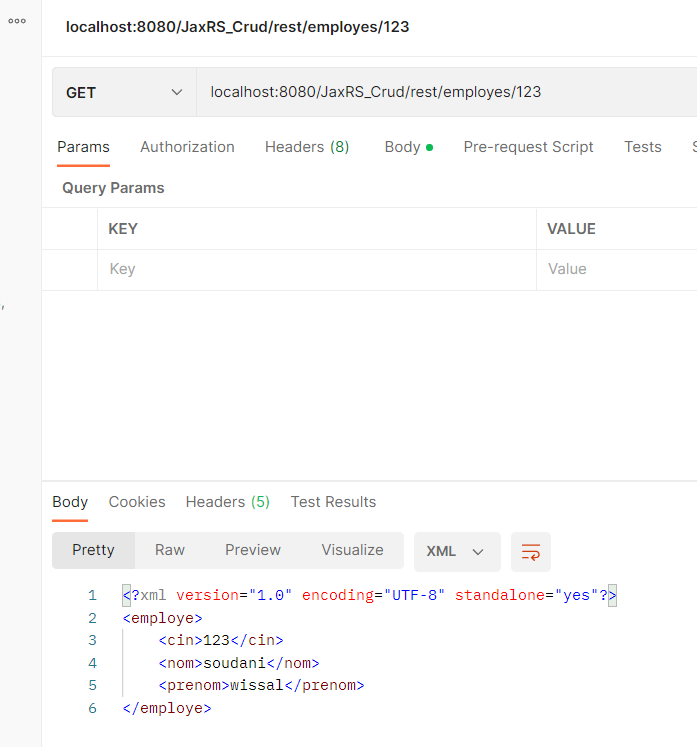 localhost:8080/JaxRS_Crud/rest/employes/123
GET localhost:8080/JaxRS_Crud/rest/employes/123
Params Authorization Headers (8) Body Pre-request Script Tests S
Query Params
KEY VALUE
Key Value
,
Body Cookies Headers (5) Test Results
Pretty Raw Preview Visualize XML
1 <?xml version="1.0" encoding="UTF-8" standalone="yes"?>
2 <employe>
3 <cin>123</cin>
4 <nom>soudani</nom>
5 <prenom>wissal</prenom>
6 </employe>